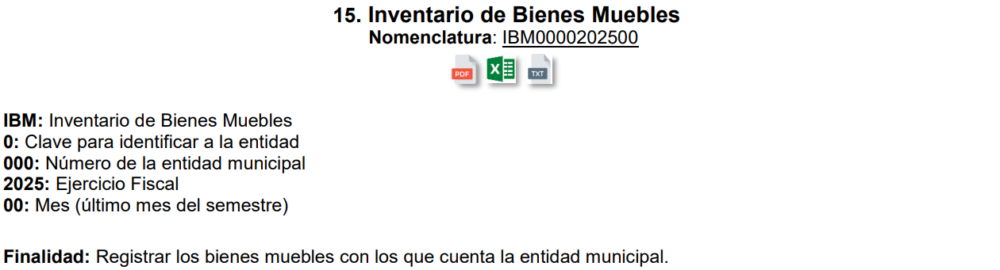 15. Inventario de Bienes Muebles
Nomenclatura: IBM0000202500
PDF X TXT
IBM: Inventario de Bienes Muebles
0: Clave para identificar a la entidad
000: Número de la entidad municipal
2025: Ejercicio Fiscal
00: Mes (último mes del semestre)
Finalidad: Registrar los bienes muebles con los que cuenta la entidad municipal.